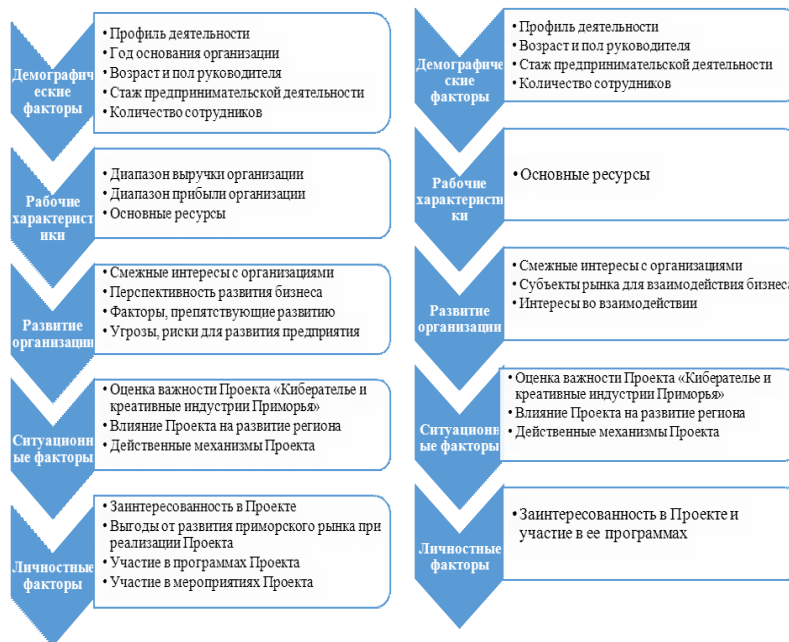 Демографич
еские
факторы
• Профиль деятельности
• Год основания организации
• Возраст и пол руководителя
• Стаж предпринимательской деятельности
• Количество сотрудников
Рабочие
характерист
ики
• Диапазон выручки организации
• Диапазон прибыли организации
• Основные ресурсы
Развитие
организации
• Смежные интересы с организациями
• Перспективность развития бизнеса
• Факторы, препятствующие развитию
• Угрозы, риски для развития предприятия
Ситуационн
ые факторы
• Оценка важности Проекта «Киберателье и
креативные индустрии Приморья»
• Влияние Проекта на развитие региона
• Действенные механизмы Проекта
Личностные
факторы
• Заинтересованность в Проекте
• Выгоды от развития приморского рынка при
реализации Проекта
• Участие в программах Проекта
• Участие в мероприятиях Проекта
Демографиче
ские
факторы
• Профиль деятельности
• Возраст и пол руководителя
• Стаж предпринимательской деятельности
• Количество сотрудников
Рабочие
характеристи
ки
• Основные ресурсы
Развитие
организации
• Смежные интересы с организациями
• Субъекты рынка для взаимодействия бизнеса
• Интересы во взаимодействии
Ситуационн
ые факторы
• Оценка важности Проекта «Киберателье и
креативные индустрии Приморья»
• Влияние Проекта на развитие региона
• Действенные механизмы Проекта
Личностные
факторы
• Заинтересованность в Проекте и
участие в ее программах